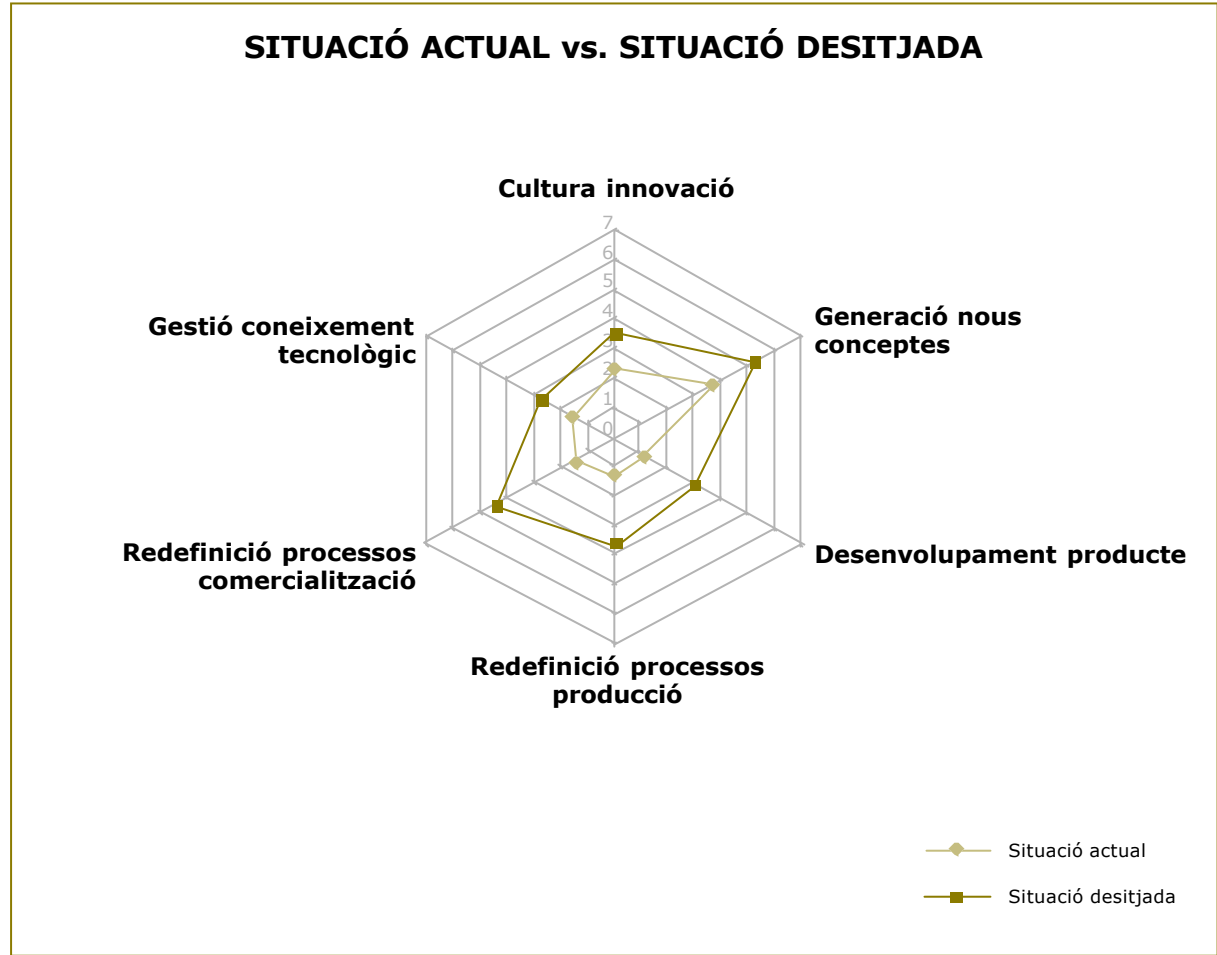 SITUACIÓ ACTUAL vs. SITUACIÓ DESITJADA
Cultura innovació
7
6
5
4
3
2
1
0
Generació nous
conceptes
Gestió coneixement
tecnològic
Desenvolupament producte
Redefinició processos
comercialització
Redefinició processos
producció
Situació actual
Situació desitjada